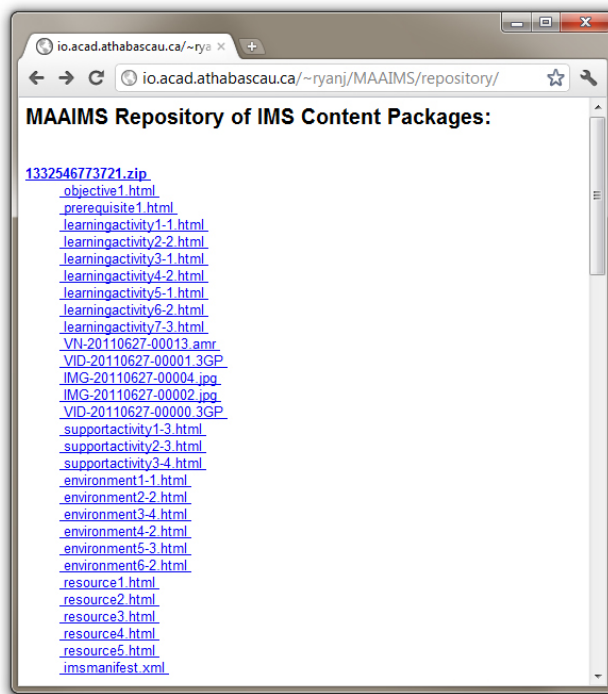 io.acad.athabascau.ca/~rya
io.acad.athabascau.ca/~ryanj/MAAIMS/repository/
MAAIMS Repository of IMS Content Packages:
1332546773721.zip
objective1.html
prerequisite1.html
learningactivity1-1.html
learningactivity2-2.html
learningactivity3-1.html
learningactivity4-2.html
learningactivity5-1.html
learningactivity6-2.html
learningactivity7-3.html
VN-20110627-00013.amr
VID-20110627-00001.3GP
IMG-20110627-00004.jpg
IMG-20110627-00002.jpg
VID-20110627-00000.3GP
supportactivity1-3.html
supportactivity2-3.html
supportactivity3-4.html
environment1-1.html
environment2-2.html
environment3-4.html
environment4-2.html
environment5-3.html
environment6-2.html
resource1.html
resource2.html
resource3.html
resource4.html
resource5.html
imsmanifest.xml